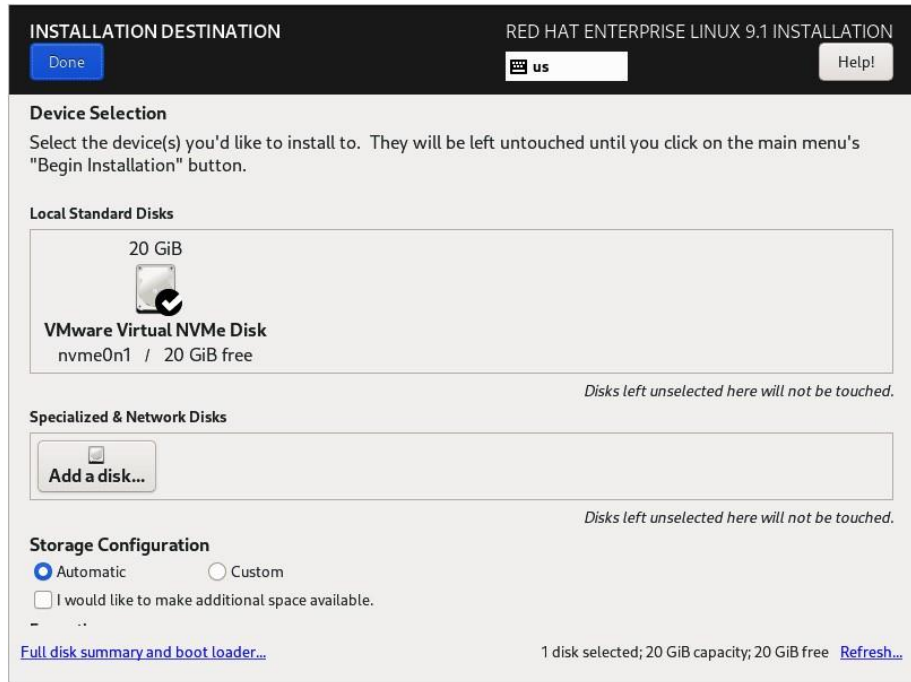 INSTALLATION DESTINATION
RED HAT ENTERPRISE LINUX 9.1 INSTALLATION
Done
us
Help!
Device Selection
Select the device(s) you'd like to install to. They will be left untouched until you click on the main menu's
"Begin Installation" button.
Local Standard Disks
20 GiB
VMware Virtual NVMe Disk
nvme0n1 / 20 GiB free
Disks left unselected here will not be touched.
Specialized & Network Disks
Add a disk...
Disks left unselected here will not be touched.
Storage Configuration
Automatic
Custom
I would like to make additional space available.
Full disk summary and boot loader...
1 disk selected; 20 GiB capacity; 20 GiB free Refresh...